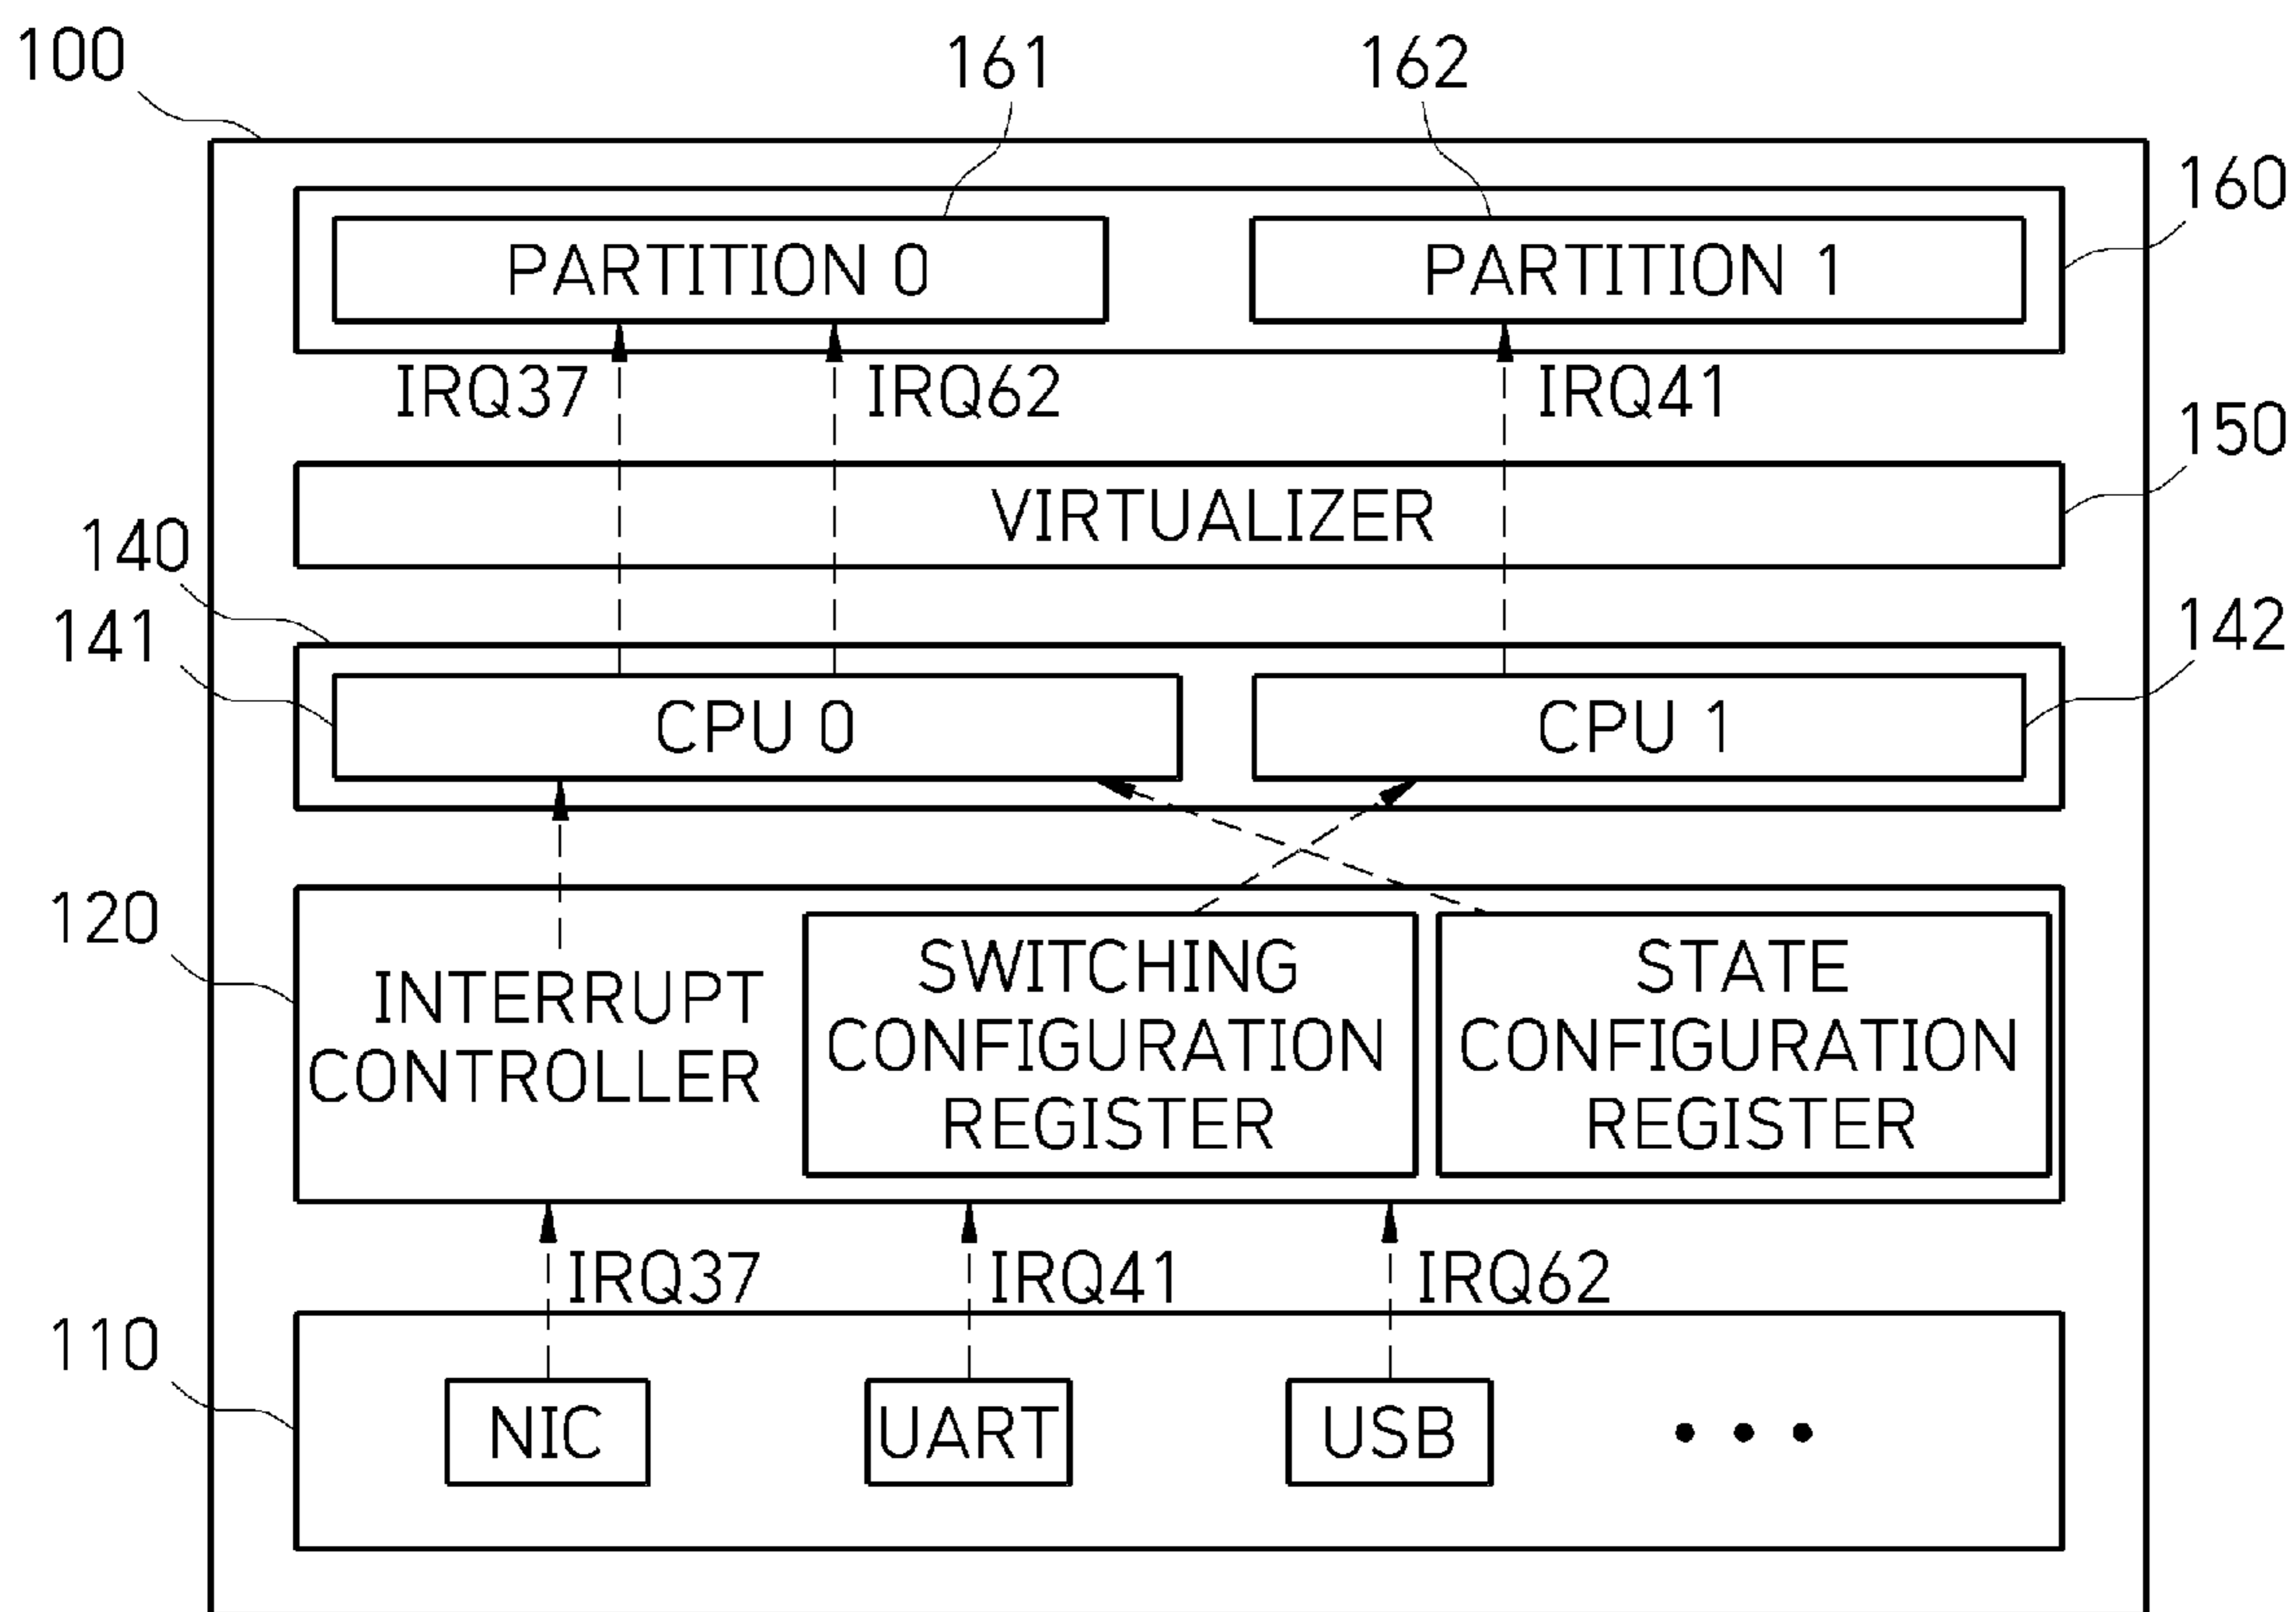 100
161
162
160
PARTITION 0
PARTITION 1
IRQ37
IRQ62
IRQ41
150
VIRTUALIZER
140
141
142
CPU 0
CPU 1
120
INTERRUPT
CONTROLLER
SWITCHING
CONFIGURATION
REGISTER
STATE
CONFIGURATION
REGISTER
IRQ37
IRQ41
IRQ62
110
NIC
UART
USB
• • •